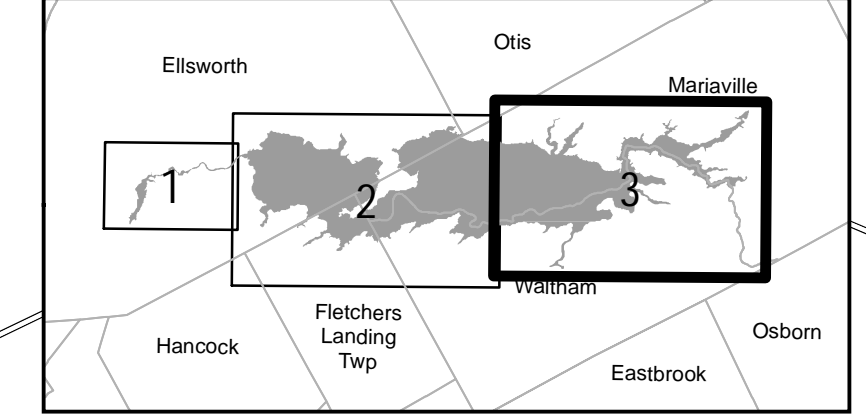 Otis
Ellsworth
Mariaville
1
2
3
Waltham
Fletchers
Landing
Twp
Hancock
Osborn
Eastbrook